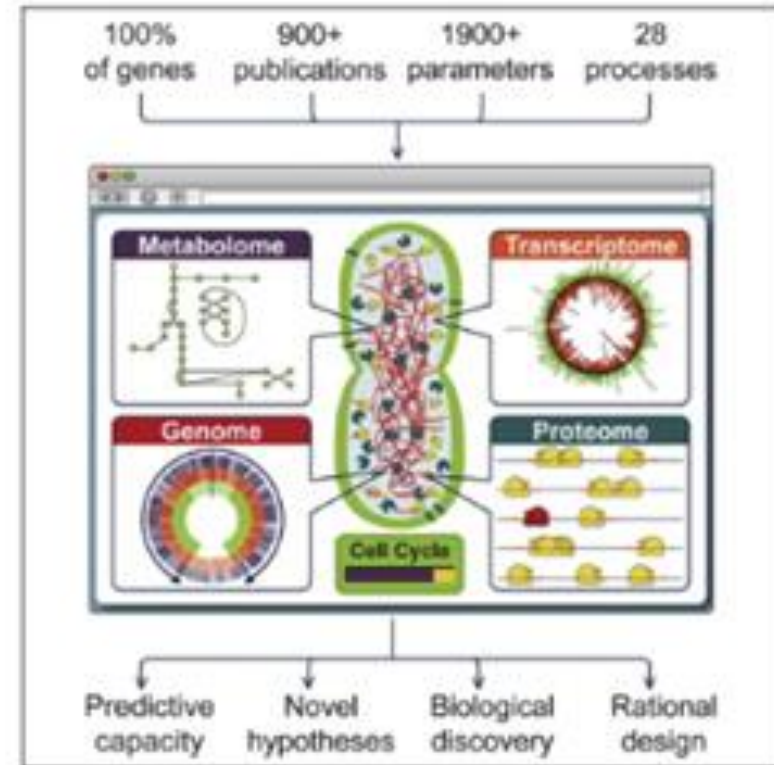 100% of genes
900+ publications
1900+ parameters
28 processes
Metabolome
Transcriptome
Genome
Proteome
Cell Cycle
Predictive capacity
Novel hypotheses
Biological discovery
Rational design